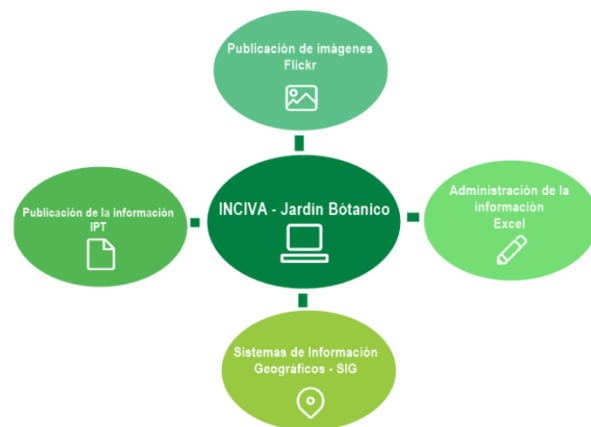 Publicación de imágenes
Flickr
Publicación de la información
IPT
INCIVA - Jardín Bótanico
Administración de la
información
Excel
Sistemas de Información
Geográficos - SIG